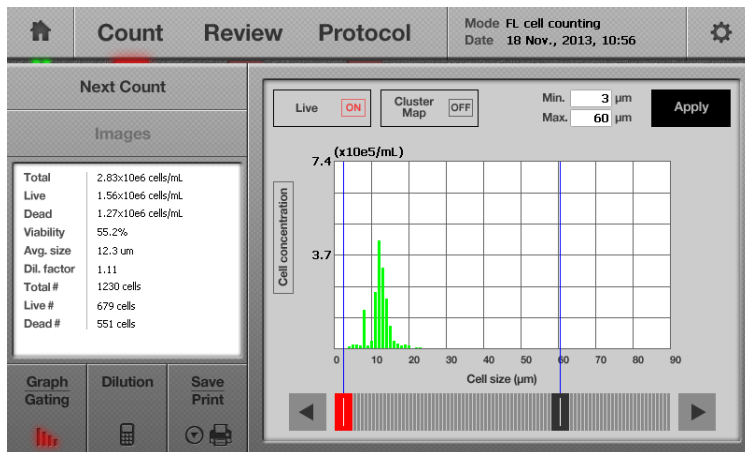 Count Review Protocol
Mode FL cell counting
Date 18 Nov., 2013, 10:56
Next Count
Images
Total 2.83x10e6 cells/mL
Live 1.56x10e6 cells/mL
Dead 1.27x10e6 cells/mL
Viability 55.2%
Avg. size 12.3 um
Dil. factor 1.11
Total # 1230 cells
Live # 679 cells
Dead # 551 cells
Graph
Gating
Dilution
Save
Print
Live ON
Cluster
Map
OFF
Min. 3 µm
Max. 60 µm
Apply
(x10e5/mL)
7.4
3.7
Cell concentration
0 10 20 30 40 50 60 70 80 90
Cell size (µm)